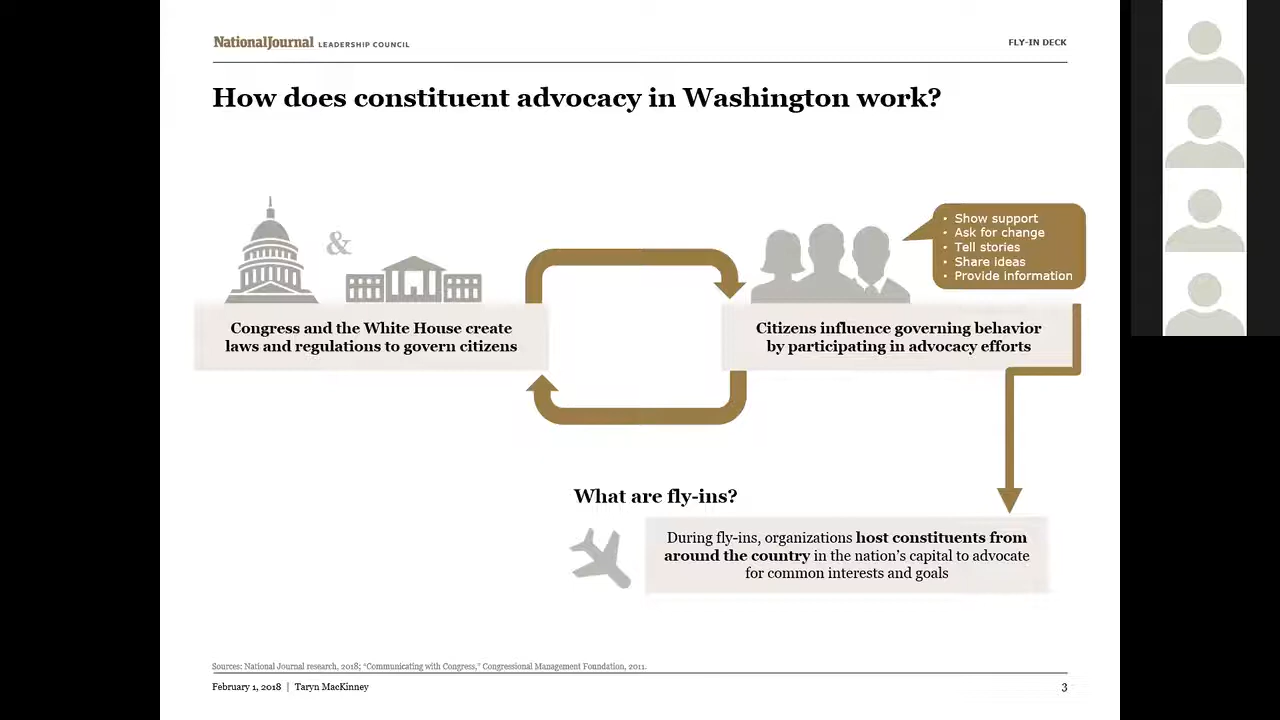 NationalJournal LEADERSHIP COUNCIL
FLY-IN DECK
How does constituent advocacy in Washington work?
&
• Show support
• Ask for change
• Tell stories
• Share ideas
• Provide information
Congress and the White House create
laws and regulations to govern citizens
Citizens influence governing behavior
by participating in advocacy efforts
What are fly-ins?
During fly-ins, organizations host constituents from
around the country in the nation's capital to advocate
for common interests and goals
Sources: National Journal research, 2018; "Communicating with Congress," Congressional Management Foundation, 2011.
February 1, 2018 | Taryn MacKinney
3